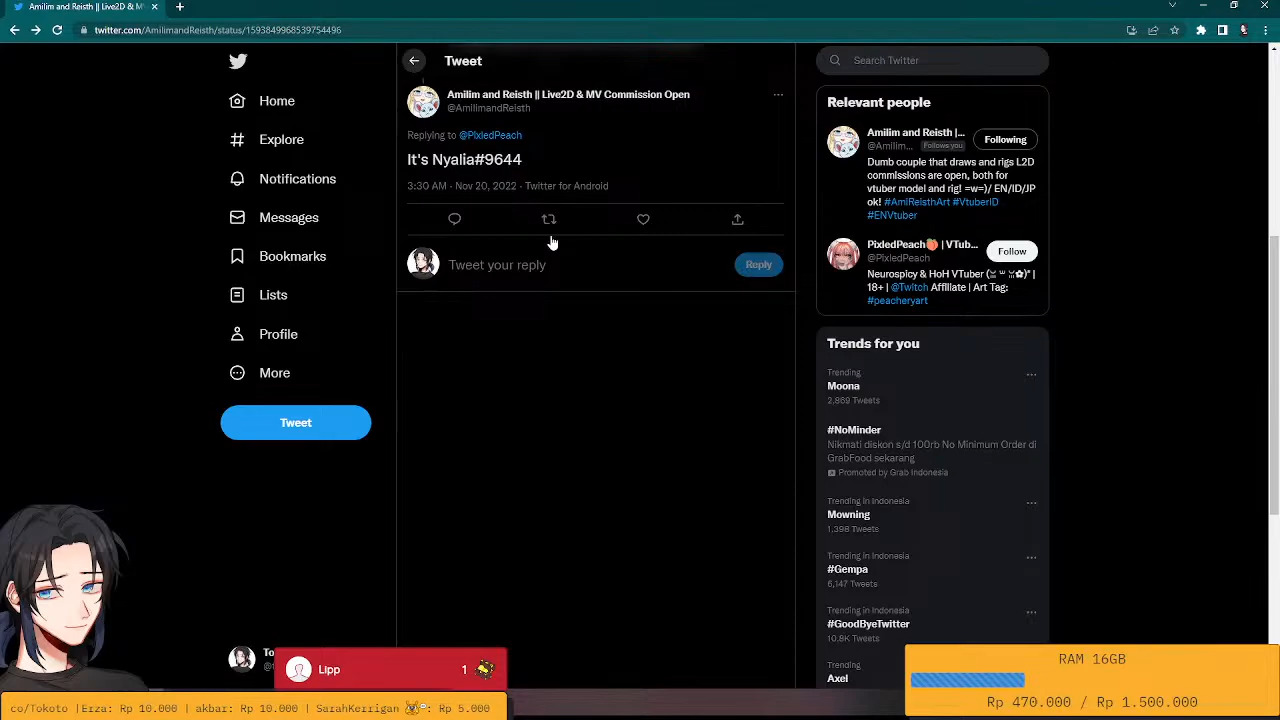 Amilim and Reisth || Live2D & M
twitter.com/AmilimandReisth/status/1593849968539754496
Home
Explore
Notifications
Messages
Bookmarks
Lists
Profile
More
Tweet
Tweet
Amilim and Reisth || Live2D & MV Commission Open
@AmilimandReisth
Replying to @PixledPeach
It's Nyalia#9644
3:30 AM · Nov 20, 2022 · Twitter for Android
Tweet your reply
Reply
Search Twitter
Relevant people
Amilim and Reisth |...
@Amilim... Follows you
Following
Dumb couple that draws and rigs L2D
commissions are open, both for
vtuber model and rig! =w=)/ EN/ID/JP
ok! #AmiReisthArt #VtuberID
#ENVtuber
PixledPeach🍑 | VTub...
@PixledPeach
Follow
Neurospicy & HoH VTuber
18+ | @Twitch Affiliate | Art Tag:
#peacheryart
Trends for you
Trending
Moona
2,869 Tweets
#NoMinder
Nikmati diskon s/d 100rb No Minimum Order di
GrabFood sekarang
Promoted by Grab Indonesia
Trending in Indonesia
Mowning
1,398 Tweets
Trending in Indonesia
#Gempa
6,147 Tweets
Trending in Indonesia
#GoodByeTwitter
10.9K Tweets
Axel
To
Lipp 1
co/Tokoto |Erza: Rp 10.000 | akbar: Rp 10.000 | SarahKerrigan : Rp 5.000
RAM 16GB
Rp 470.000 / Rp 1.500.000